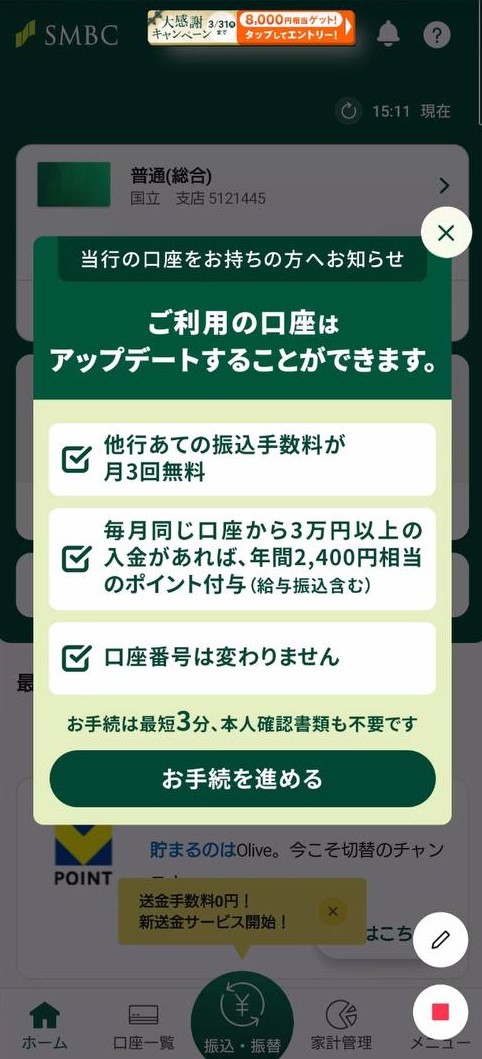 SMBC
大感謝
キャンペーン
3/31㊋
まで
8,000円相当ゲット!
タップしてエントリー!
?
15:11 現在
普通(総合)
国立 支店 5121445
当行の口座をお持ちの方へお知らせ
ご利用の口座は
アップデートすることができます。
他行あての振込手数料が
月3回無料
毎月同じ口座から3万円以上の
入金があれば、年間2,400円相当
のポイント付与(給与振込含む)
口座番号は変わりません
最
お手続は最短3分、本人確認書類も不要です
お手続を進める
貯まるのはOlive。今こそ切替のチャン
POINT
送金手数料0円!
新送金サービス開始!
はこち
ホーム
口座一覧
振込・振替
家計管理
メニュー